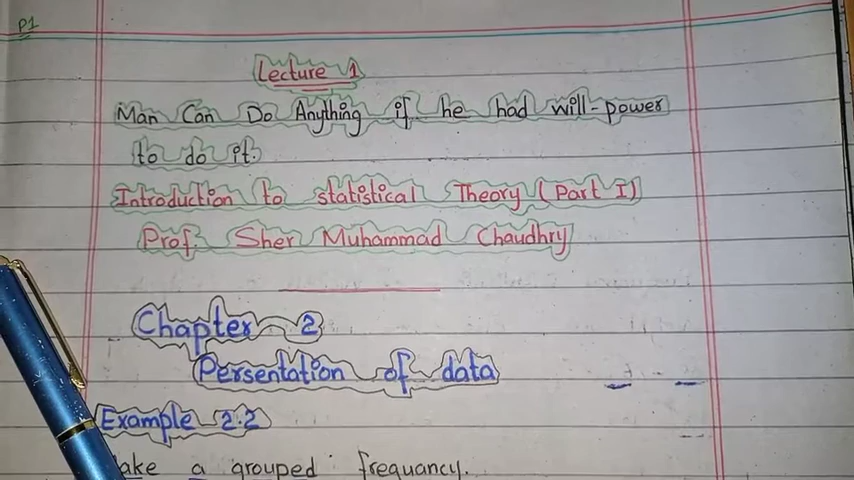 P1
Lecture 1
Man Can Do Anything if he had will-power
to do it.
Introduction to statistical Theory (Part I)
Prof. Sher Muhammad Chaudhry
Chapter 2
Persentation of data
Example 2.2
a grouped frequancy.